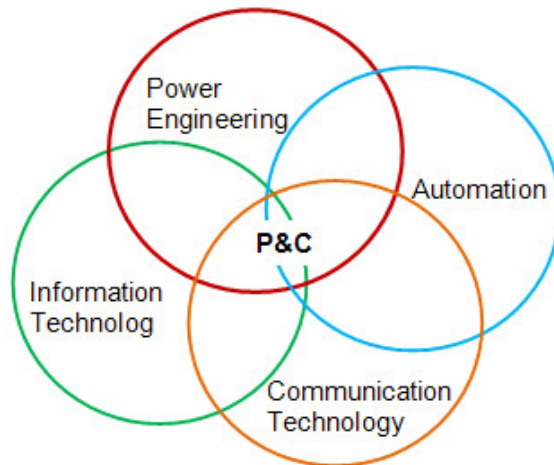 Power
Engineering
Automation
P&C
Information
Technolog
Communication
Technology